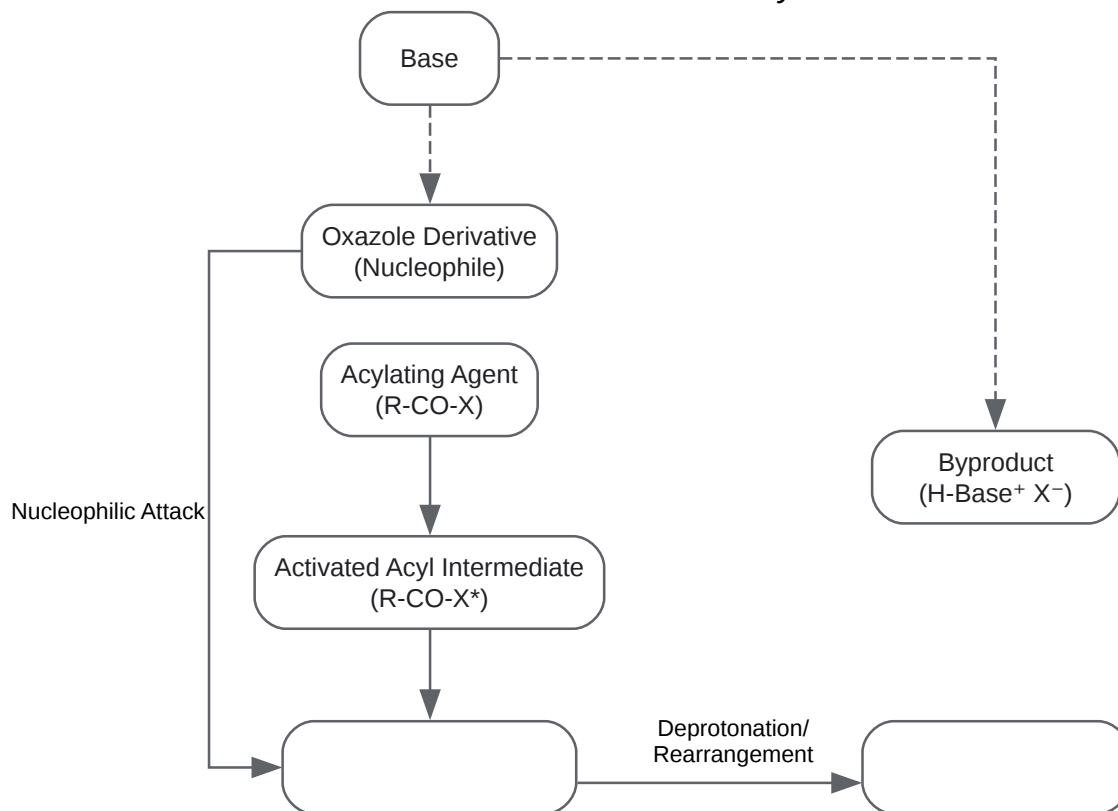 Base
Oxazole Derivative
(Nucleophile)
Acylating Agent
(R-CO-X)
Byproduct
(H-Base⁺ X⁻)
Nucleophilic Attack
Activated Acyl Intermediate
(R-CO-X*)
Deprotonation/
Rearrangement